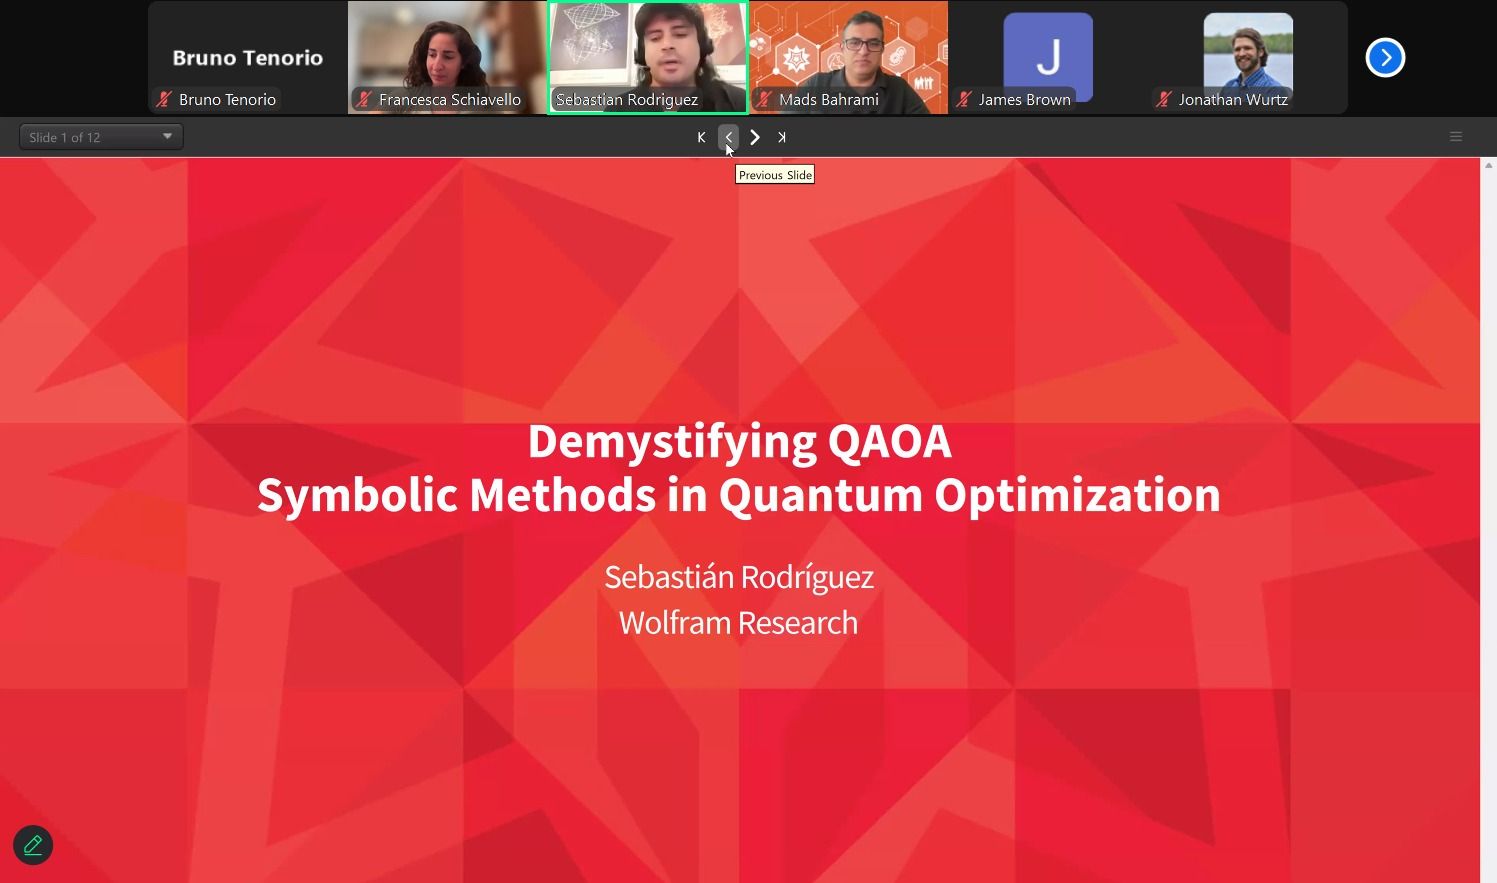 Bruno Tenorio
Bruno Tenorio
Francesca Schiavello
Sebastian Rodriguez
MIT
Mads Bahrami
J
James Brown
Jonathan Wurtz
Slide 1 of 12
Previous Slide
Demystifying QAOA
Symbolic Methods in Quantum Optimization
Sebastián Rodríguez
Wolfram Research